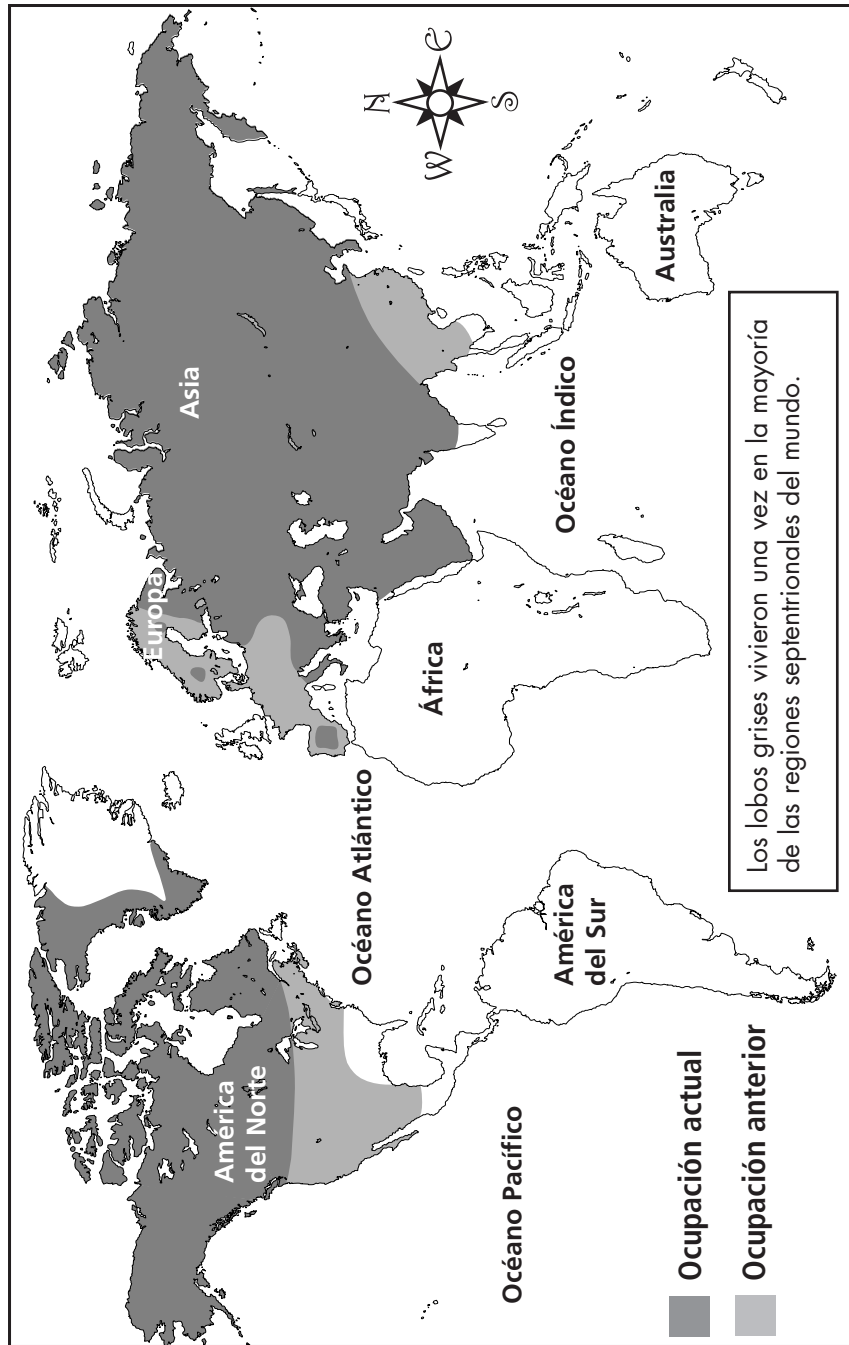 N
W
e
S
Asia
Europa
América
del Norte
Océano Atlántico
África
Océano Índico
Australia
América
del Sur
Océano Pacífico
Ocupación actual
Ocupación anterior
Los lobos grises vivieron una vez en la mayoría
de las regiones septentrionales del mundo.